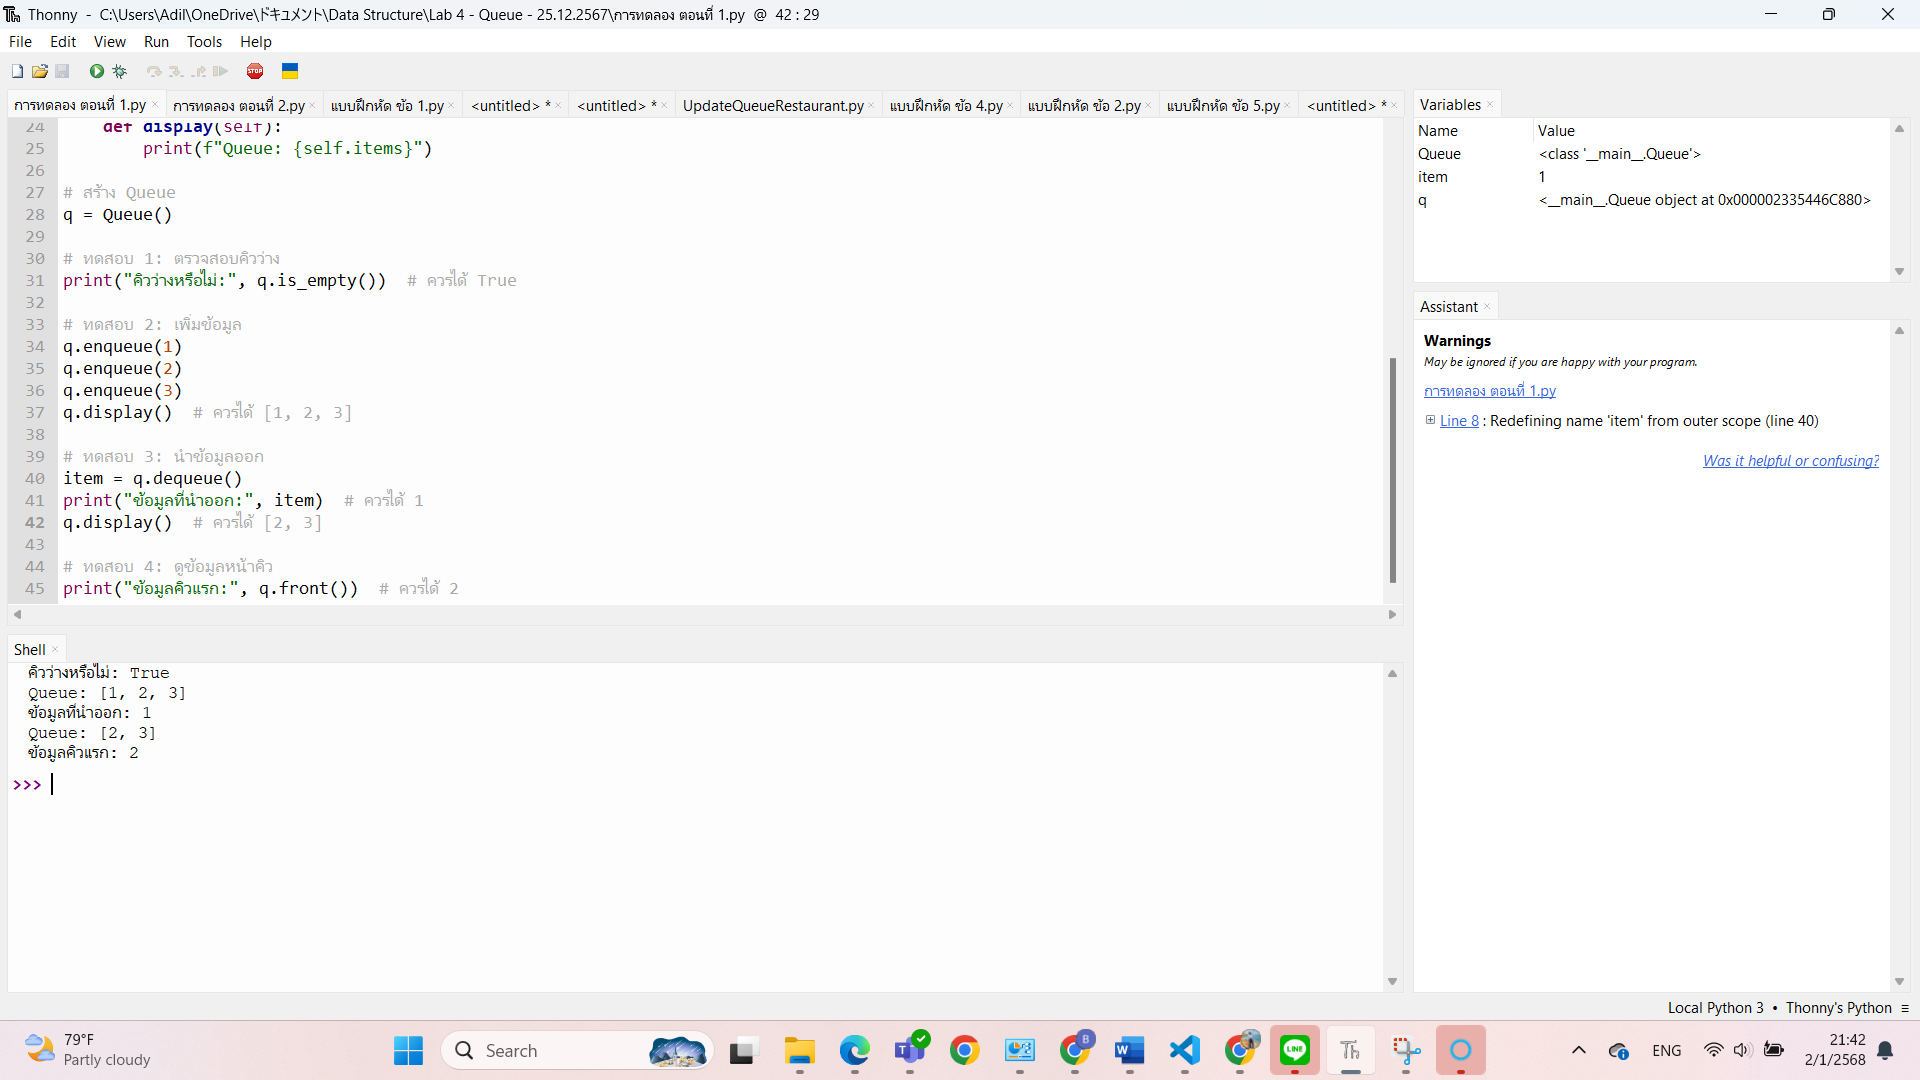 Thonny - C:\Users\Adil\OneDrive\ドキュメント\Data Structure\Lab 4 - Queue - 25.12.2567\การทดลอง ตอนที่ 1.py @ 42 : 29
File Edit View Run Tools Help
การทดลอง ตอนที่ 1.py × การทดลอง ตอนที่ 2.py × แบบฝึกหัด ข้อ 1.py × <untitled> * × <untitled> * × UpdateQueueRestaurant.py × แบบฝึกหัด ข้อ 4.py × แบบฝึกหัด ข้อ 2.py × แบบฝึกหัด ข้อ 5.py × <untitled> * ×
24 def display(self):
25 print(f"Queue: {self.items}")
26
27 # สร้าง Queue
28 q = Queue()
29
30 # ทดสอบ 1: ตรวจสอบคิวว่าง
31 print("คิวว่างหรือไม่:", q.is_empty()) # ควรได้ True
32
33 # ทดสอบ 2: เพิ่มข้อมูล
34 q.enqueue(1)
35 q.enqueue(2)
36 q.enqueue(3)
37 q.display() # ควรได้ [1, 2, 3]
38
39 # ทดสอบ 3: นำข้อมูลออก
40 item = q.dequeue()
41 print("ข้อมูลที่นำออก:", item) # ควรได้ 1
42 q.display() # ควรได้ [2, 3]
43
44 # ทดสอบ 4: ดูข้อมูลหน้าคิว
45 print("ข้อมูลคิวแรก:", q.front()) # ควรได้ 2
Shell ×
คิวว่างหรือไม่: True
Queue: [1, 2, 3]
ข้อมูลที่นำออก: 1
Queue: [2, 3]
ข้อมูลคิวแรก: 2
>>>
Variables ×
Name Value
Queue <class '__main__.Queue'>
item 1
q <__main__.Queue object at 0x000002335446C880>
Assistant ×
Warnings
May be ignored if you are happy with your program.
การทดลอง ตอนที่ 1.py
Line 8 : Redefining name 'item' from outer scope (line 40)
Was it helpful or confusing?
Local Python 3 • Thonny's Python ≡
79°F
Partly cloudy
Search
ENG
21:42
2/1/2568